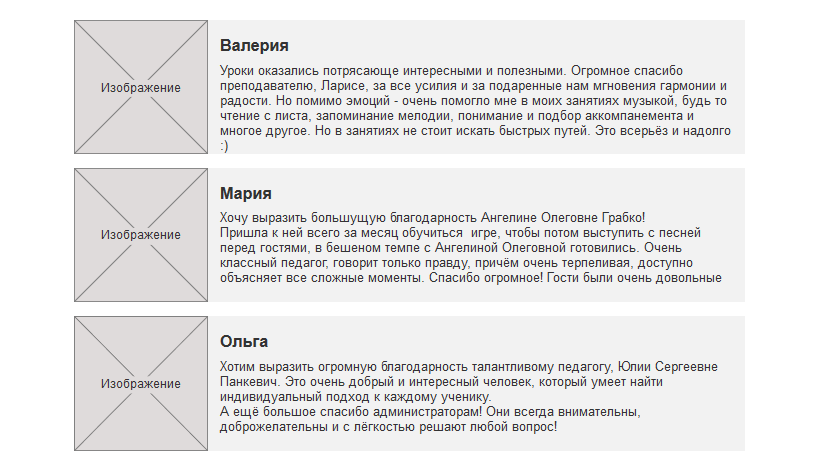 Изображение
Валерия
Уроки оказались потрясающе интересными и полезными. Огромное спасибо
преподавателю, Ларисе, за все усилия и за подаренные нам мгновения гармонии и
радости. Но помимо эмоций - очень помогло мне в моих занятиях музыкой, будь то
чтение с листа, запоминание мелодии, понимание и подбор аккомпанемента и
многое другое. Но в занятиях не стоит искать быстрых путей. Это всерьёз и надолго
:)
Изображение
Мария
Хочу выразить большущую благодарность Ангелине Олеговне Грабко!
Пришла к ней всего за месяц обучиться  игре, чтобы потом выступить с песней
перед гостями, в бешеном темпе с Ангелиной Олеговной готовились. Очень
классный педагог, говорит только правду, причём очень терпеливая, доступно
объясняет все сложные моменты. Спасибо огромное! Гости были очень довольные
Изображение
Ольга
Хотим выразить огромную благодарность талантливому педагогу, Юлии Сергеевне
Панкевич. Это очень добрый и интересный человек, который умеет найти
индивидуальный подход к каждому ученику.
А ещё большое спасибо администраторам! Они всегда внимательны,
доброжелательны и с лёгкостью решают любой вопрос!